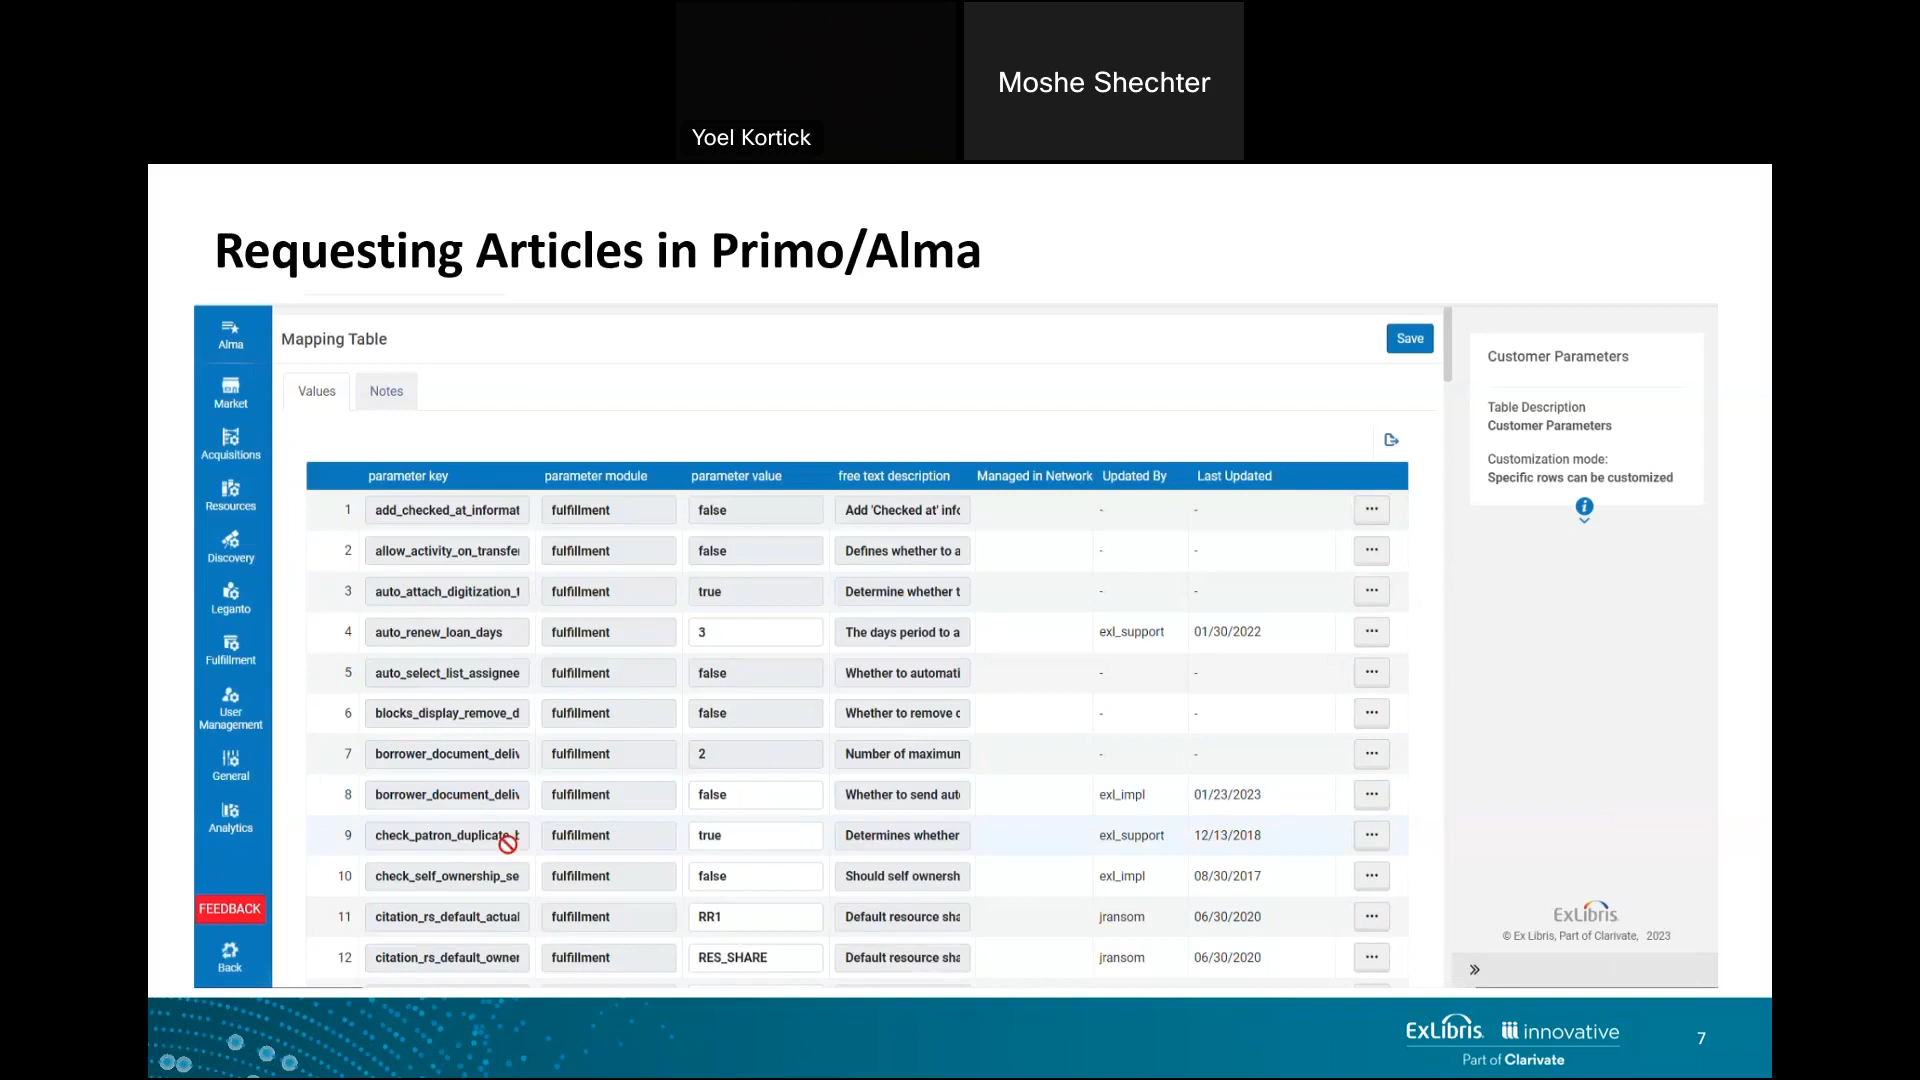 Moshe Shechter
Yoel Kortick
Requesting Articles in Primo/Alma
Alma
Market
Acquisitions
Resources
Discovery
Leganto
Fulfillment
User
Management
General
Analytics
FEEDBACK
Back
Mapping Table
Save
Values Notes
parameter key parameter module parameter value free text description Managed in Network Updated By Last Updated
1 add_checked_at_informat fulfillment false Add 'Checked at' info - - ...
2 allow_activity_on_transfer fulfillment false Defines whether to a - - ...
3 auto_attach_digitization_t fulfillment true Determine whether t - - ...
4 auto_renew_loan_days fulfillment 3 The days period to a exl_support 01/30/2022 ...
5 auto_select_list_assignee fulfillment false Whether to automati - - ...
6 blocks_display_remove_d fulfillment false Whether to remove c - - ...
7 borrower_document_deliv fulfillment 2 Number of maximum - - ...
8 borrower_document_deliv fulfillment false Whether to send auto exl_impl 01/23/2023 ...
9 check_patron_duplicate_b fulfillment true Determines whether exl_support 12/13/2018 ...
10 check_self_ownership_se fulfillment false Should self ownersh exl_impl 08/30/2017 ...
11 citation_rs_default_actual fulfillment RR1 Default resource sha jransom 06/30/2020 ...
12 citation_rs_default_owner fulfillment RES_SHARE Default resource sha jransom 06/30/2020 ...
Customer Parameters
Table Description
Customer Parameters
Customization mode:
Specific rows can be customized
ExLibris
© Ex Libris, Part of Clarivate, 2023
ExLibris innovative
Part of Clarivate
7